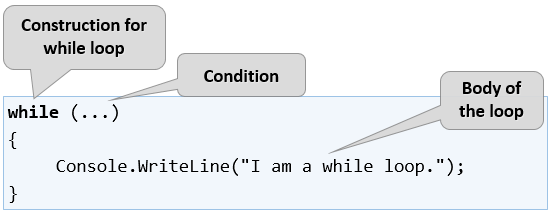 Construction for
while loop
Condition
Body of
the loop
while (...)
{
Console.WriteLine("I am a while loop.");
}